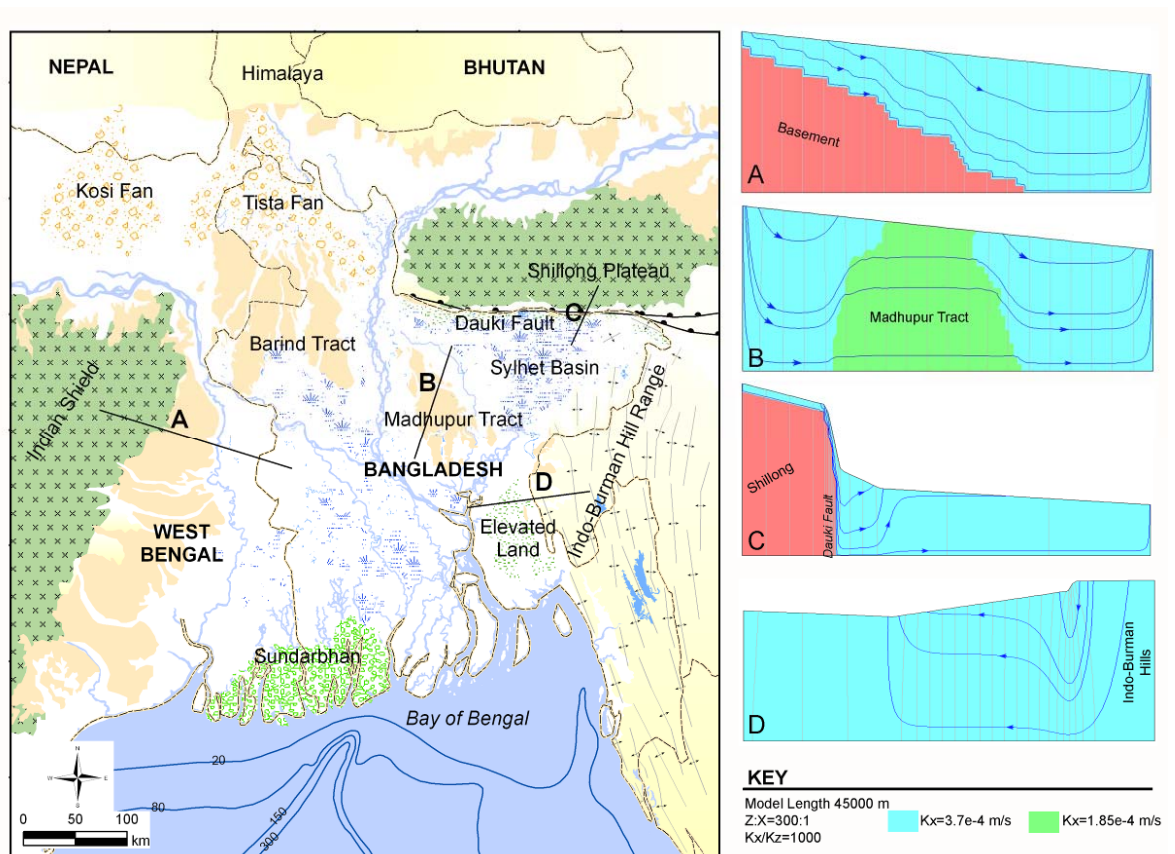 NEPAL
Himalaya
BHUTAN
Kosi Fan
Tista Fan
Shillong Plateau
Dauki Fault
C
Barind Tract
Sylhet Basin
B
Madhupur Tract
Indian Shield
A
BANGLADESH
D
Indo-Burman Hill Range
WEST
BENGAL
Elevated
Land
Sundarbhan
Bay of Bengal
20
80
150
300
N
W
E
S
0 50 100
km
Basement
A
Madhupur Tract
B
Shillong
Dauki Fault
C
Indo-Burman
Hills
D
KEY
Model Length 45000 m
Z:X=300:1
Kx/Kz=1000
Kx=3.7e-4 m/s
Kx=1.85e-4 m/s